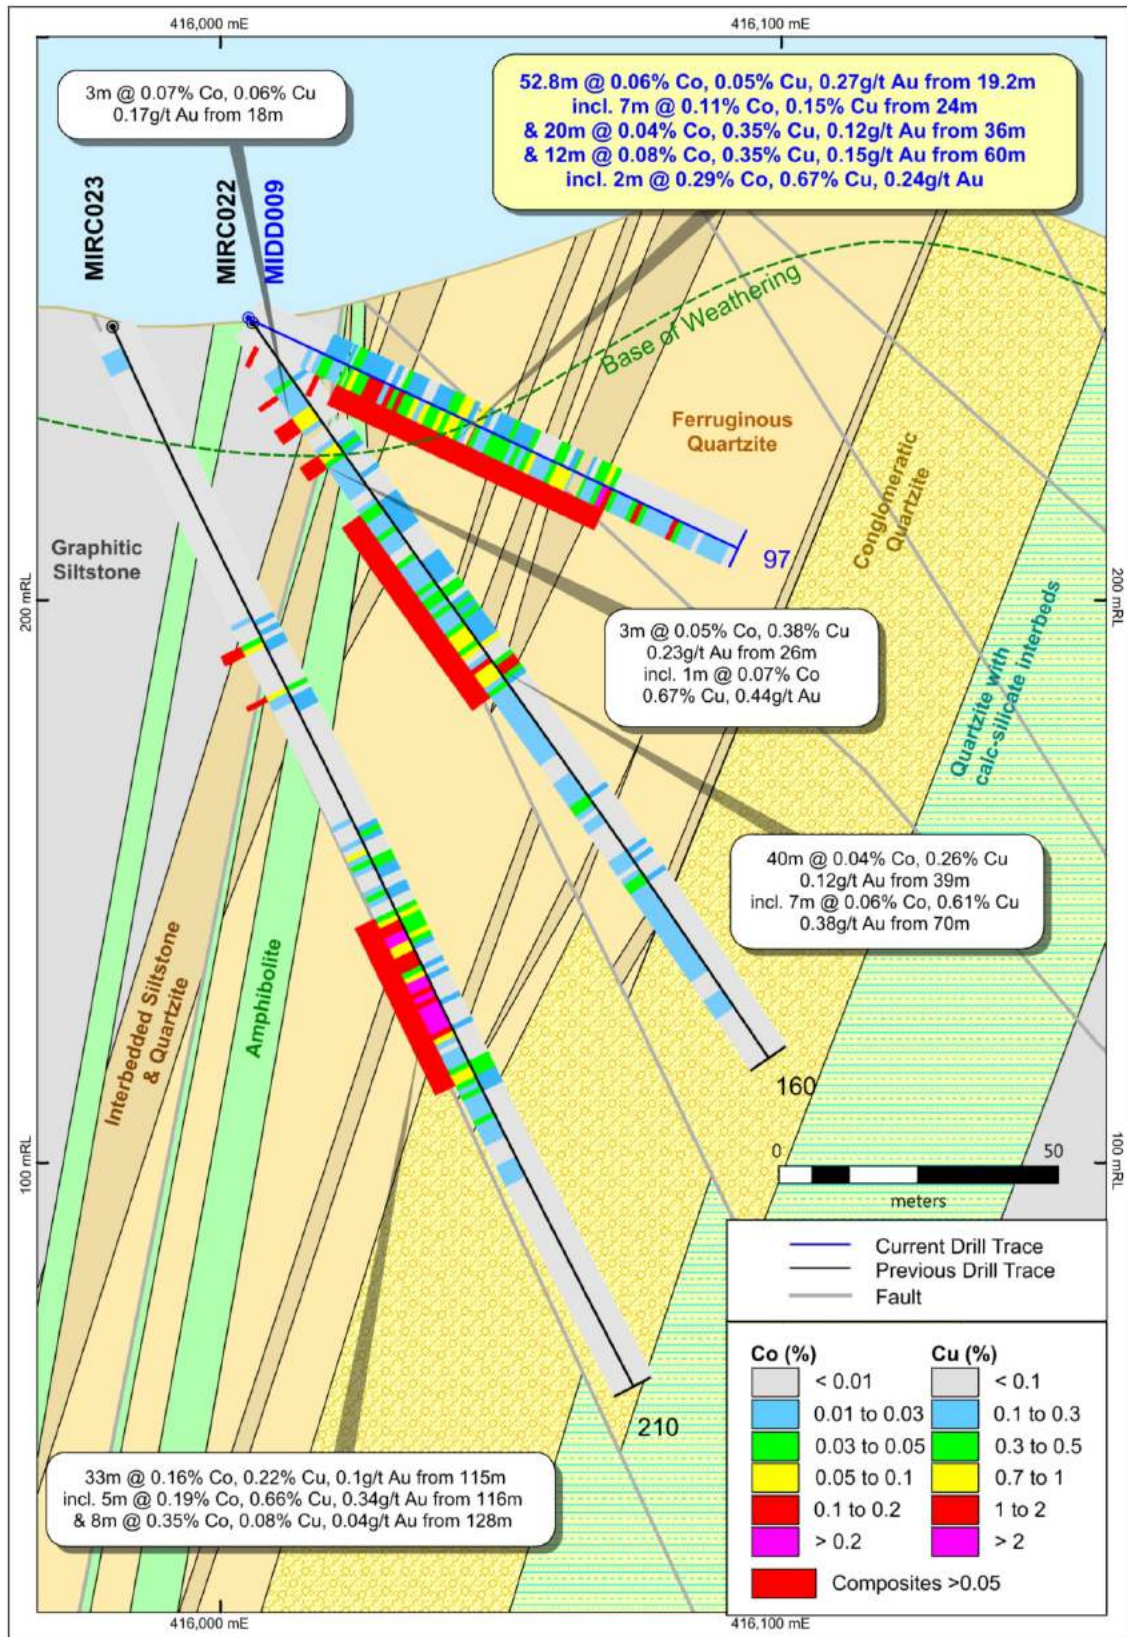 416,000 mE
416,100 mE
3m @ 0.07% Co, 0.06% Cu
0.17g/t Au from 18m
52.8m @ 0.06% Co, 0.05% Cu, 0.27g/t Au from 19.2m
incl. 7m @ 0.11% Co, 0.15% Cu from 24m
& 20m @ 0.04% Co, 0.35% Cu, 0.12g/t Au from 36m
& 12m @ 0.08% Co, 0.35% Cu, 0.15g/t Au from 60m
incl. 2m @ 0.29% Co, 0.67% Cu, 0.24g/t Au
MIRC023
MIRC022
MIDD009
Base of Weathering
Ferruginous
Quartzite
Conglomeratic
Quartzite
Graphitic
Siltstone
97
200 mRL
200 mRL
3m @ 0.05% Co, 0.38% Cu
0.23g/t Au from 26m
incl. 1m @ 0.07% Co
0.67% Cu, 0.44g/t Au
Quartzite with
calc-silicate interbeds
40m @ 0.04% Co, 0.26% Cu
0.12g/t Au from 39m
incl. 7m @ 0.06% Co, 0.61% Cu
0.38g/t Au from 70m
Interbedded Siltstone
& Quartzite
Amphibolite
160
100 mRL
100 mRL
0 50
meters
Current Drill Trace
Previous Drill Trace
Fault
Co (%) Cu (%)
< 0.01 < 0.1
0.01 to 0.03 0.1 to 0.3
0.03 to 0.05 0.3 to 0.5
0.05 to 0.1 0.7 to 1
0.1 to 0.2 1 to 2
> 0.2 > 2
Composites >0.05
210
33m @ 0.16% Co, 0.22% Cu, 0.1g/t Au from 115m
incl. 5m @ 0.19% Co, 0.66% Cu, 0.34g/t Au from 116m
& 8m @ 0.35% Co, 0.08% Cu, 0.04g/t Au from 128m
416,000 mE
416,100 mE